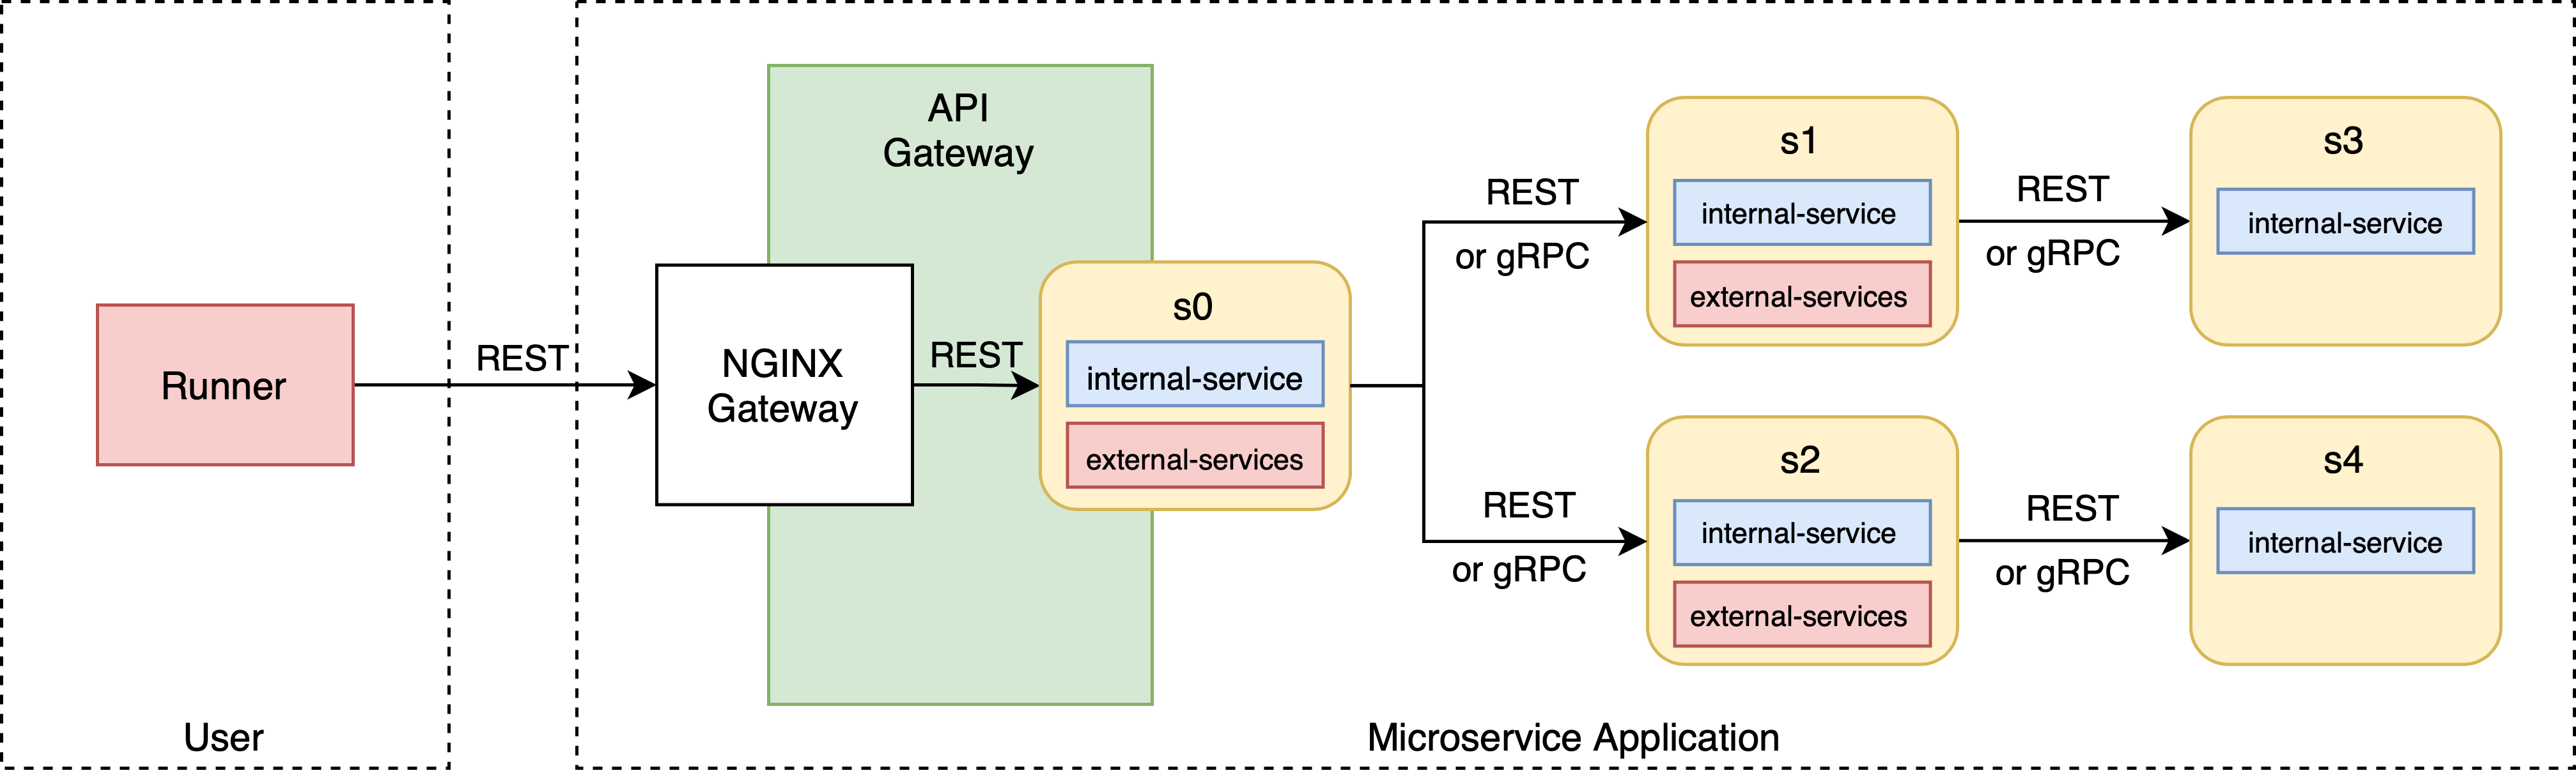 Runner
User
REST
NGINX
Gateway
API
Gateway
REST
s0
internal-service
external-services
REST
or gRPC
s1
internal-service
external-services
REST
or gRPC
s3
internal-service
REST
or gRPC
s2
internal-service
external-services
REST
or gRPC
s4
internal-service
Microservice Application